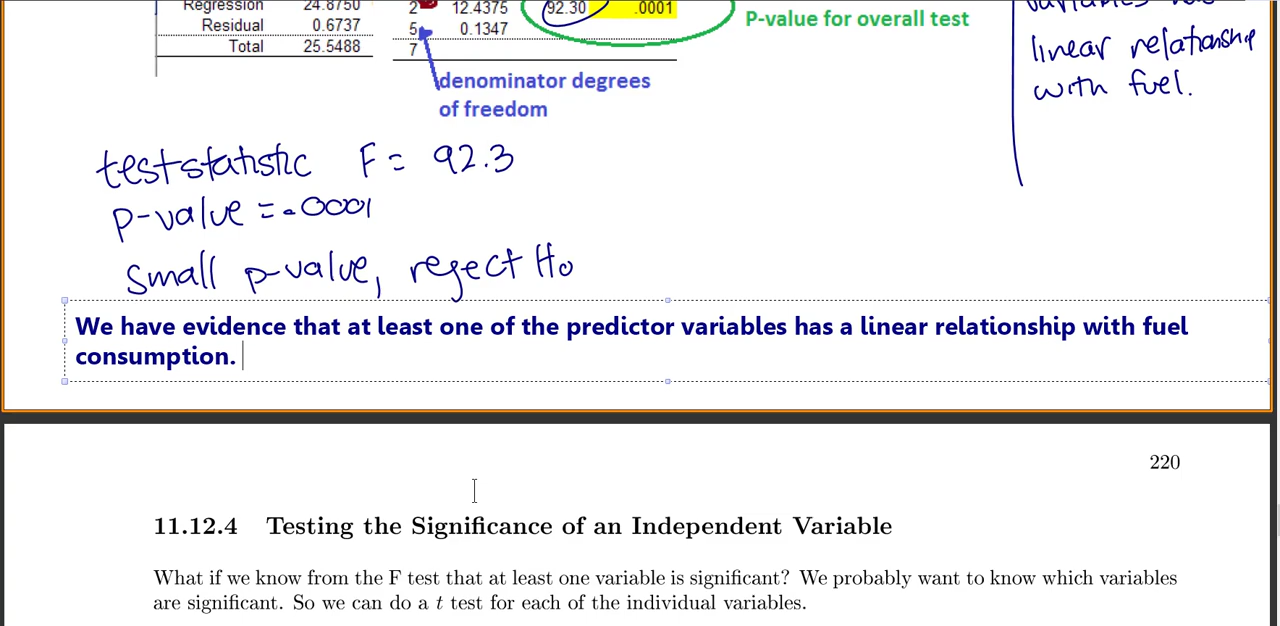 Regression 24.8750 2 12.4375 92.30 .0001
Residual 0.6737 5 0.1347
Total 25.5488 7
P-value for overall test
denominator degrees
of freedom
linear relationship
with fuel.
test statistic F = 92.3
p-value = .0001
small p-value, reject Ho
We have evidence that at least one of the predictor variables has a linear relationship with fuel
consumption.
220
11.12.4 Testing the Significance of an Independent Variable
What if we know from the F test that at least one variable is significant? We probably want to know which variables
are significant. So we can do a t test for each of the individual variables.